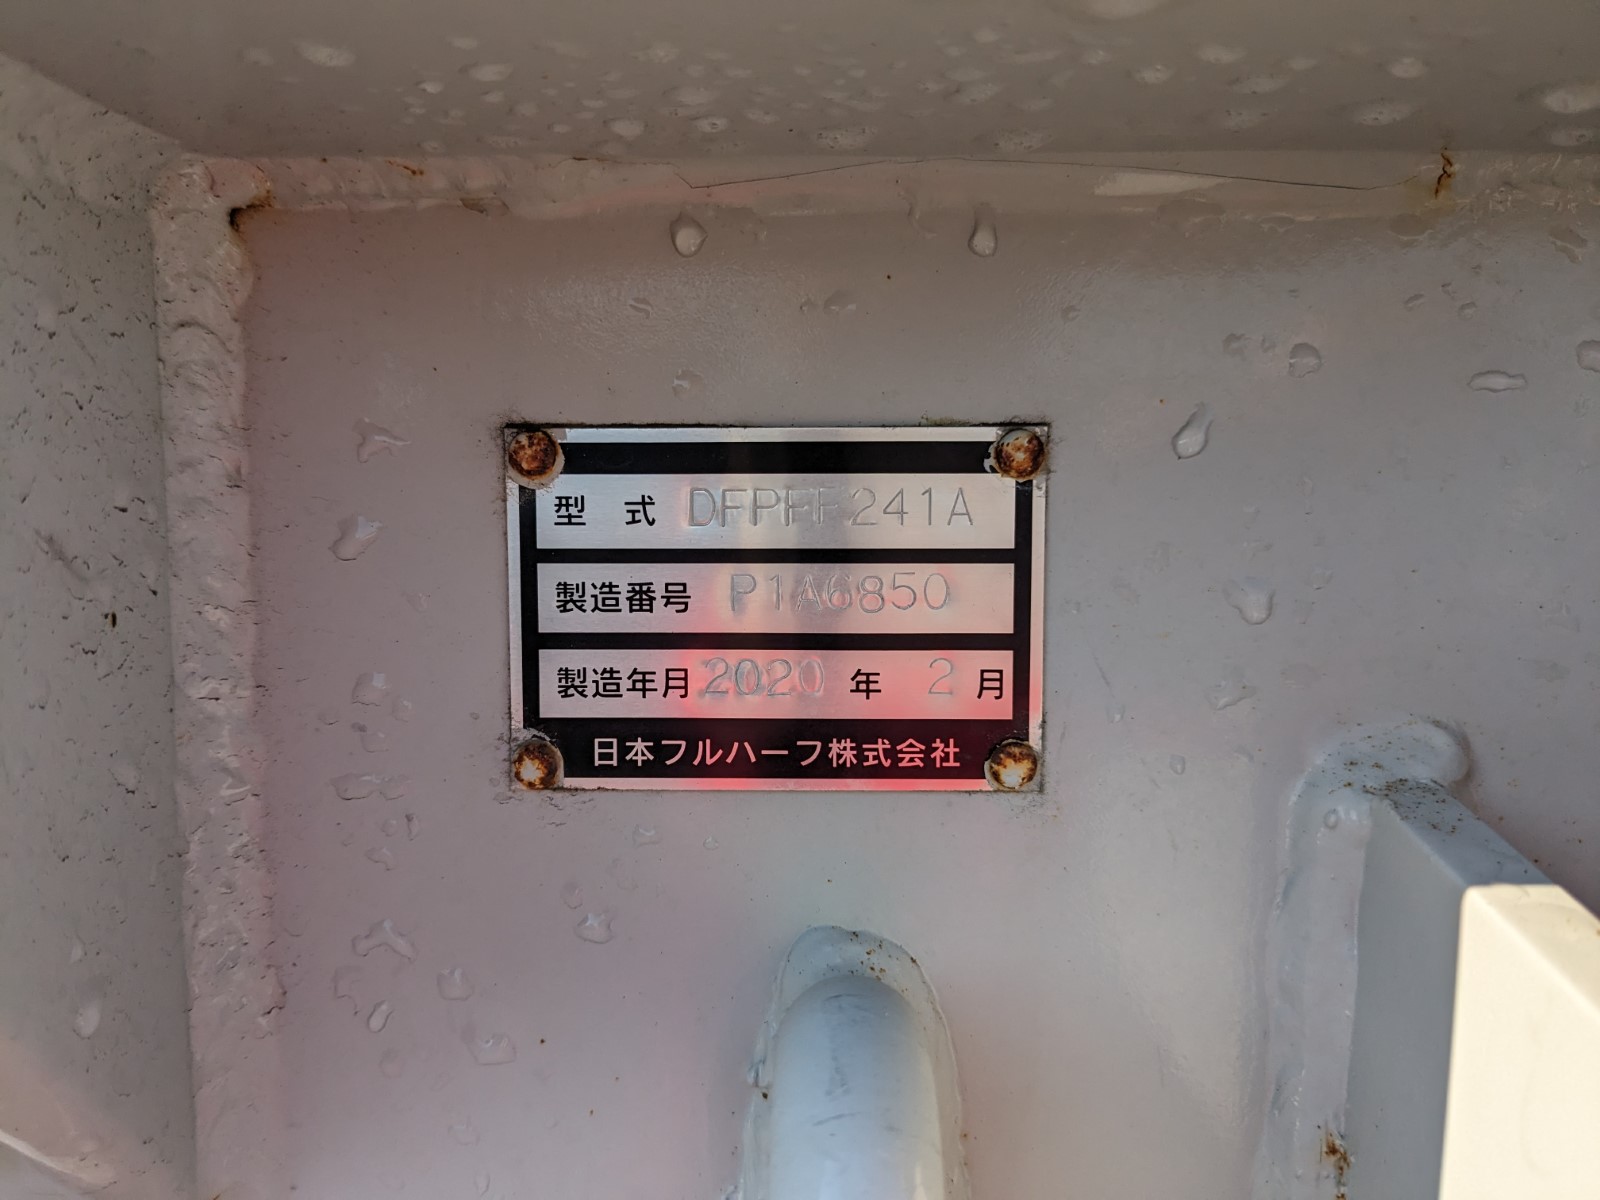 型 式 DFPFF241A
製造番号 P1A6850
製造年月 2020 年 2 月
日本フルハーフ株式会社